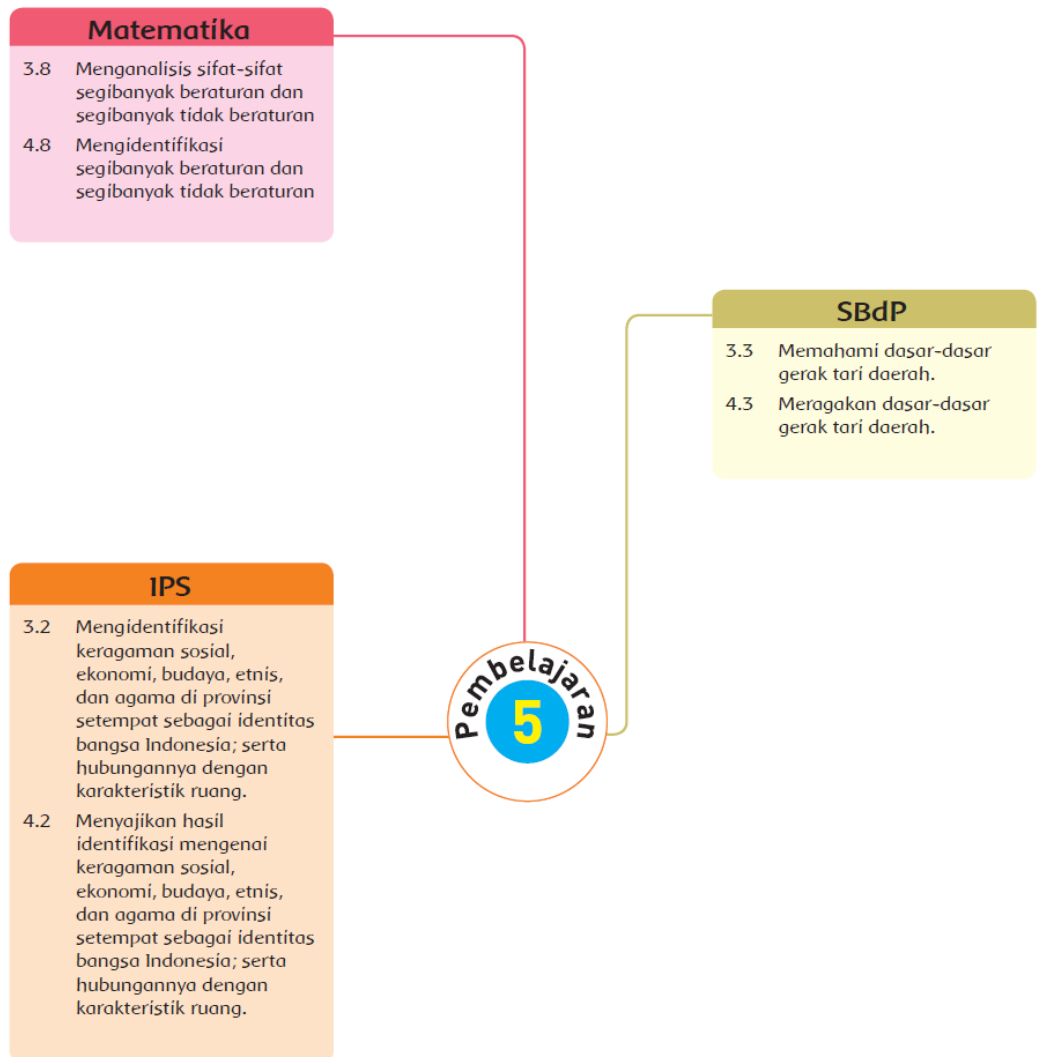 Matematika
3.8 Menganalisis sifat-sifat
segibanyak beraturan dan
segibanyak tidak beraturan
4.8 Mengidentifikasi
segibanyak beraturan dan
segibanyak tidak beraturan
SBdP
3.3 Memahami dasar-dasar
gerak tari daerah.
4.3 Meragakan dasar-dasar
gerak tari daerah.
IPS
3.2 Mengidentifikasi
keragaman sosial,
ekonomi, budaya, etnis,
dan agama di provinsi
setempat sebagai identitas
bangsa Indonesia; serta
hubungannya dengan
karakteristik ruang.
4.2 Menyajikan hasil
identifikasi mengenai
keragaman sosial,
ekonomi, budaya, etnis,
dan agama di provinsi
setempat sebagai identitas
bangsa Indonesia; serta
hubungannya dengan
karakteristik ruang.
Pembelajaran
5